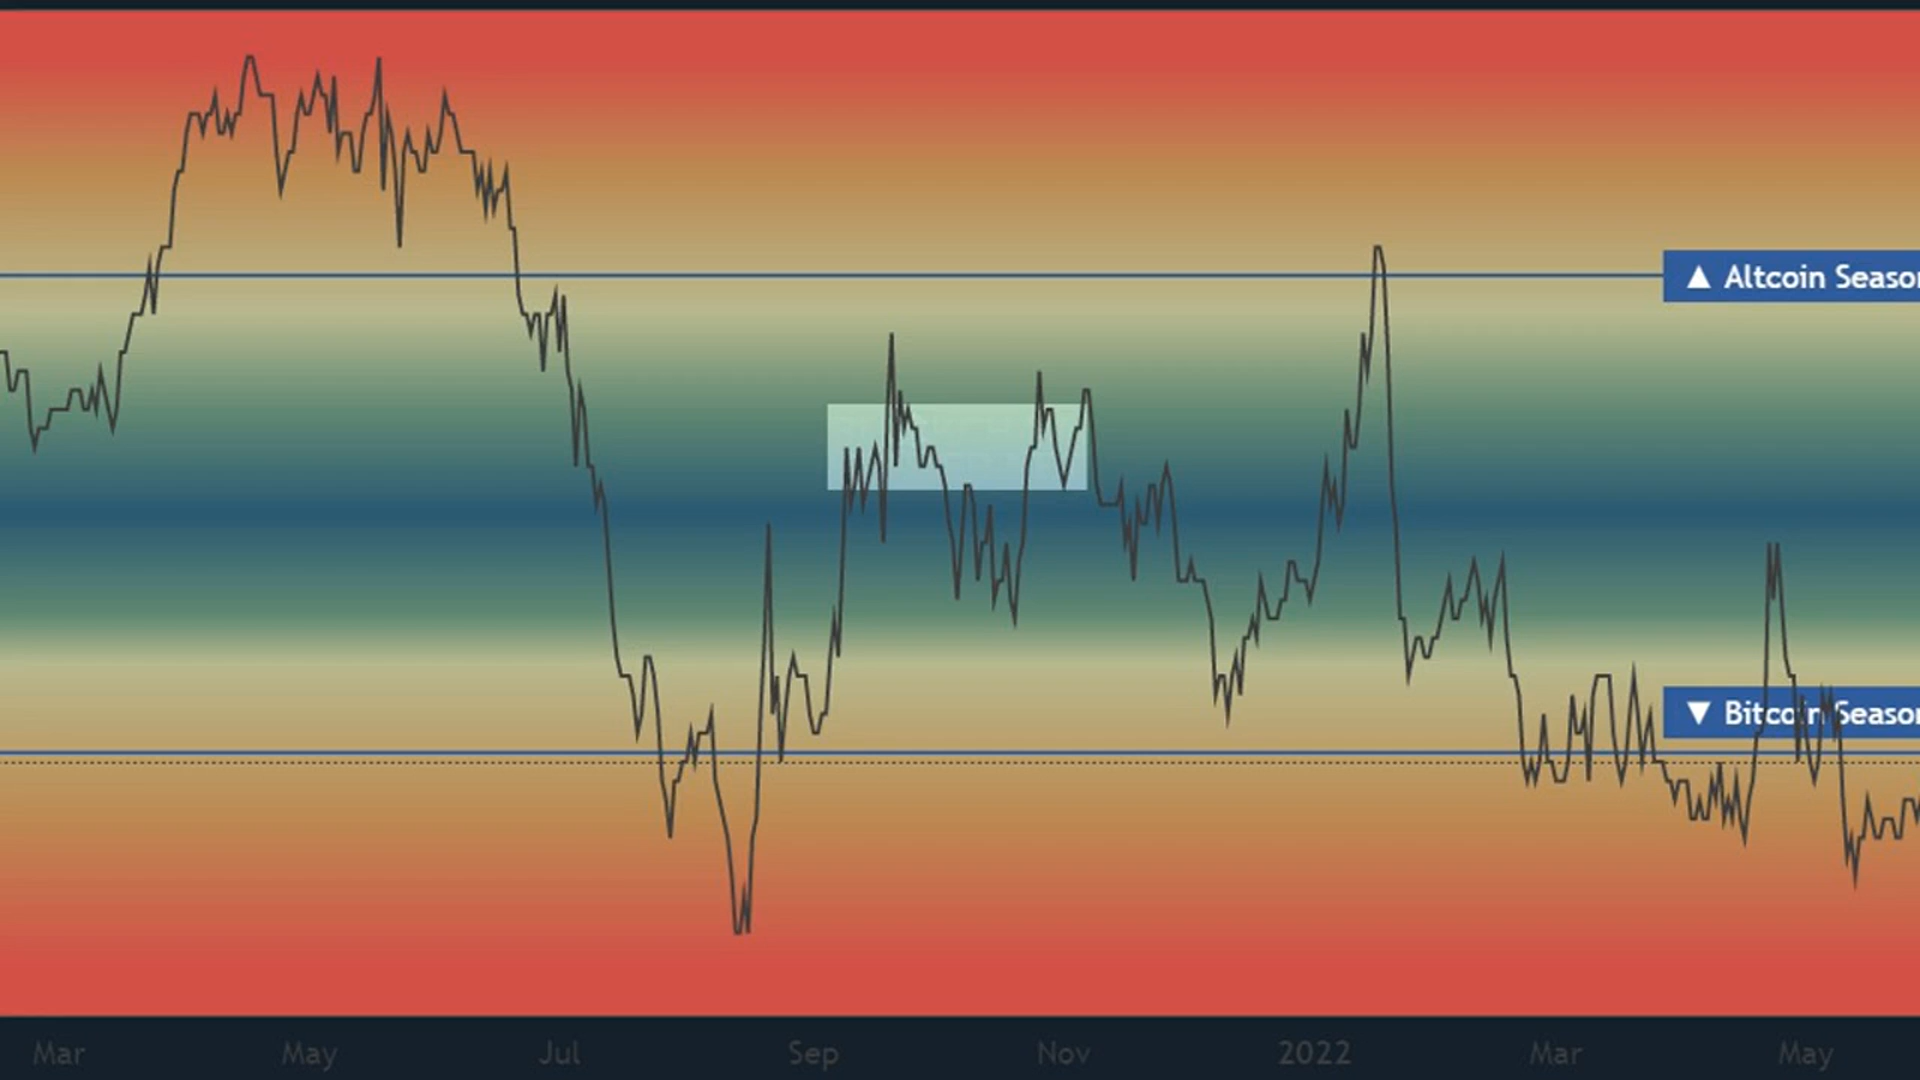 ▲ Altcoin Season
▼ Bitcoin Season
Mar May Jul Sep Nov 2022 Mar May